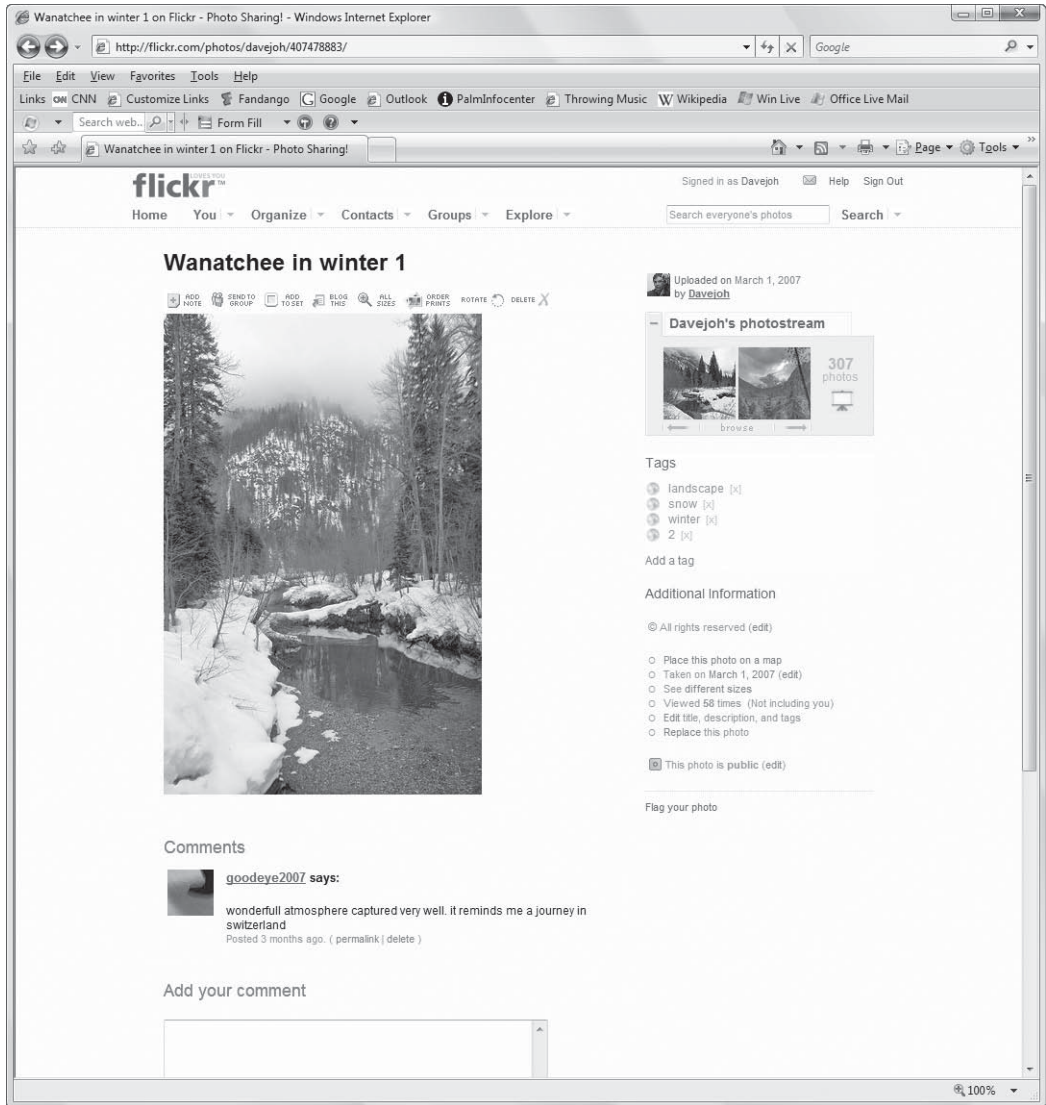 Wanatchee in winter 1 on Flickr - Photo Sharing! - Windows Internet Explorer
http://flickr.com/photos/davejoh/407478883/
Google
File Edit View Favorites Tools Help
Links CNN Customize Links Fandango Google Outlook PalmInfocenter Throwing Music Wikipedia Win Live Office Live Mail
Search web.. Form Fill
Wanatchee in winter 1 on Flickr - Photo Sharing! Page Tools
flickr LOVES YOU ™
Signed in as Davejoh Help Sign Out
Home You Organize Contacts Groups Explore
Search everyone's photos Search
Wanatchee in winter 1
ADD NOTE SEND TO GROUP ADD TO SET BLOG THIS ALL SIZES ORDER PRINTS ROTATE DELETE
Uploaded on March 1, 2007
by Davejoh
Davejoh's photostream
307
photos
browse
Tags
landscape [x]
snow [x]
winter [x]
2 [x]
Add a tag
Additional Information
© All rights reserved (edit)
Place this photo on a map
Taken on March 1, 2007 (edit)
See different sizes
Viewed 58 times (Not including you)
Edit title, description, and tags
Replace this photo
This photo is public (edit)
Flag your photo
Comments
goodeye2007 says:
wonderfull atmosphere captured very well. it reminds me a journey in
switzerland
Posted 3 months ago. ( permalink | delete )
Add your comment
100%